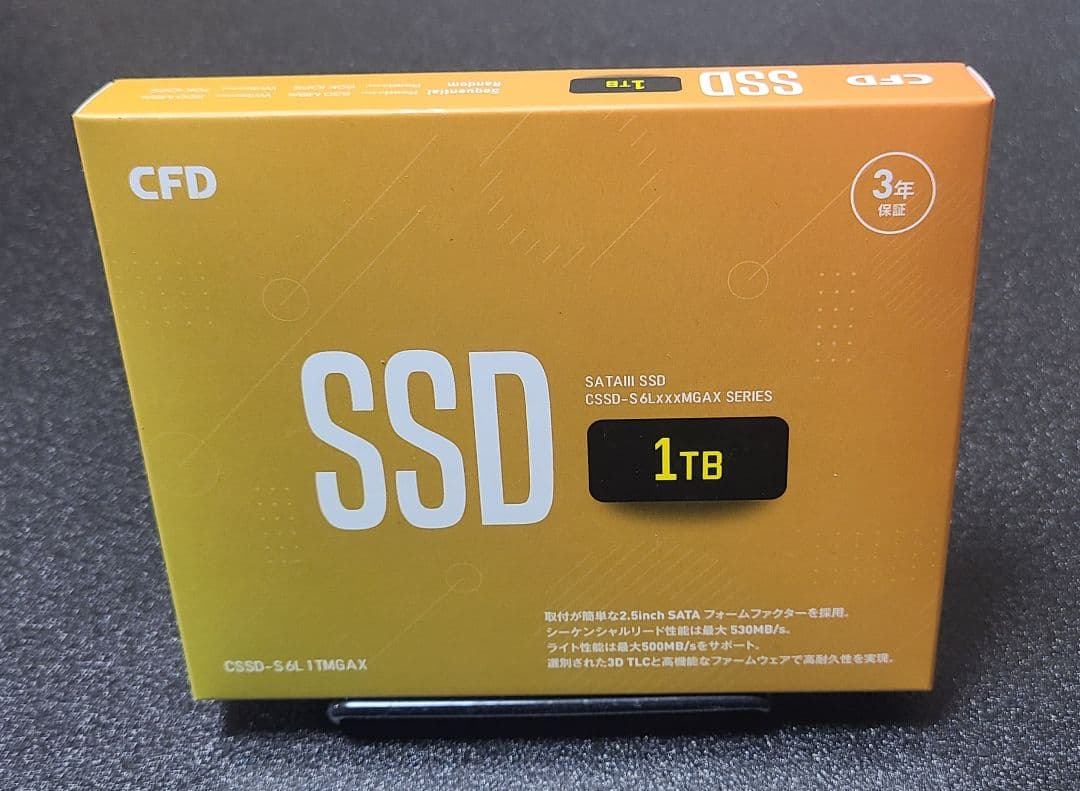 CFD
SSD
1TB
Sequential
Random
CFD
3年
保証
SSD
SATAIII SSD
CSSD-S6LxxxMGAX SERIES
1TB
取付が簡単な2.5inch SATA フォームファクターを採用。
シーケンシャルリード性能は最大 530MB/s、
ライト性能は最大500MB/sをサポート。
選別された3D TLCと高機能なファームウェアで高耐久性を実現。
CSSD-S6L1TMGAX